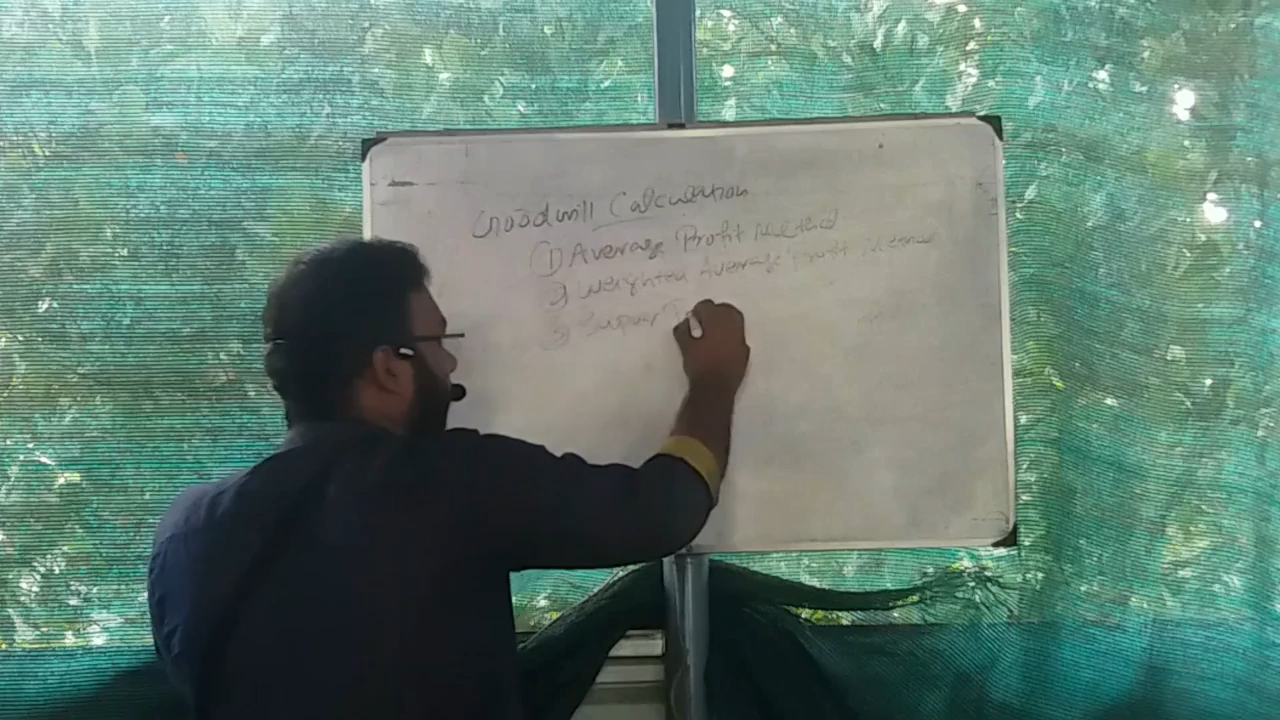 Goodwill Calculation
(1) Average Profit Method
2) Weighted Average Profit Method
3) Super